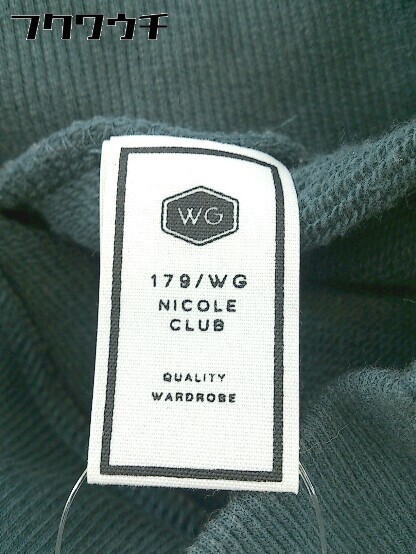 フクワウチ
WG
179/WG
NICOLE
CLUB
QUALITY
WARDROBE